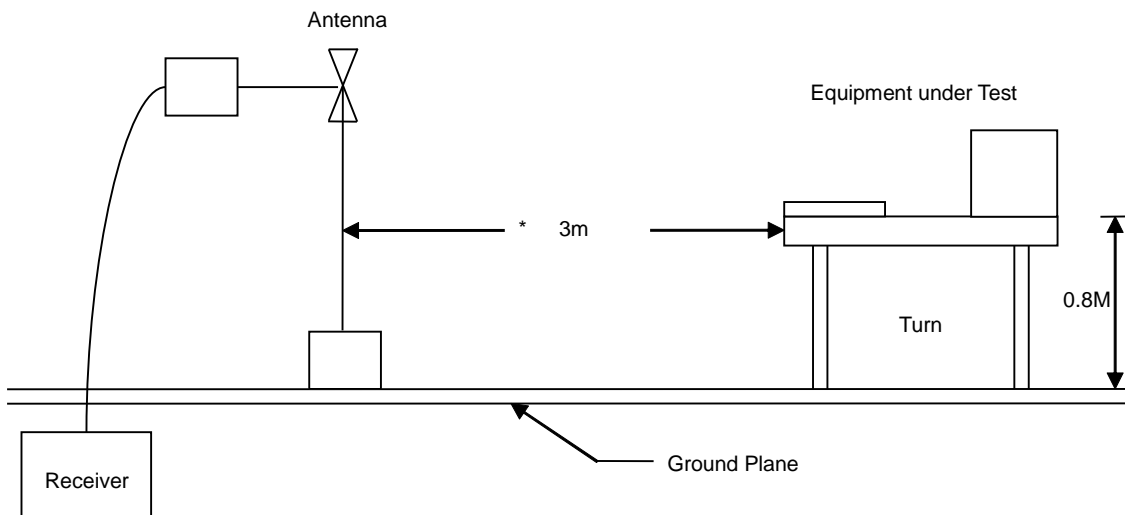 Antenna
Equipment under Test
* 3m
0.8M
Turn
Ground Plane
Receiver